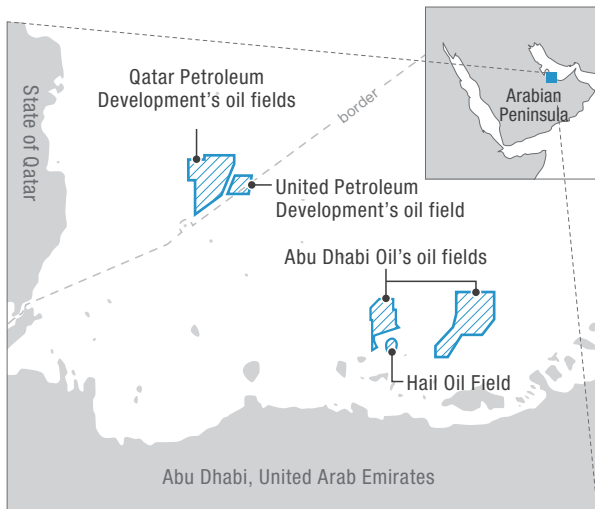 Qatar Petroleum
Development's oil fields
State of Qatar
border
Arabian
Peninsula
United Petroleum
Development's oil field
Abu Dhabi Oil's oil fields
Hail Oil Field
Abu Dhabi, United Arab Emirates